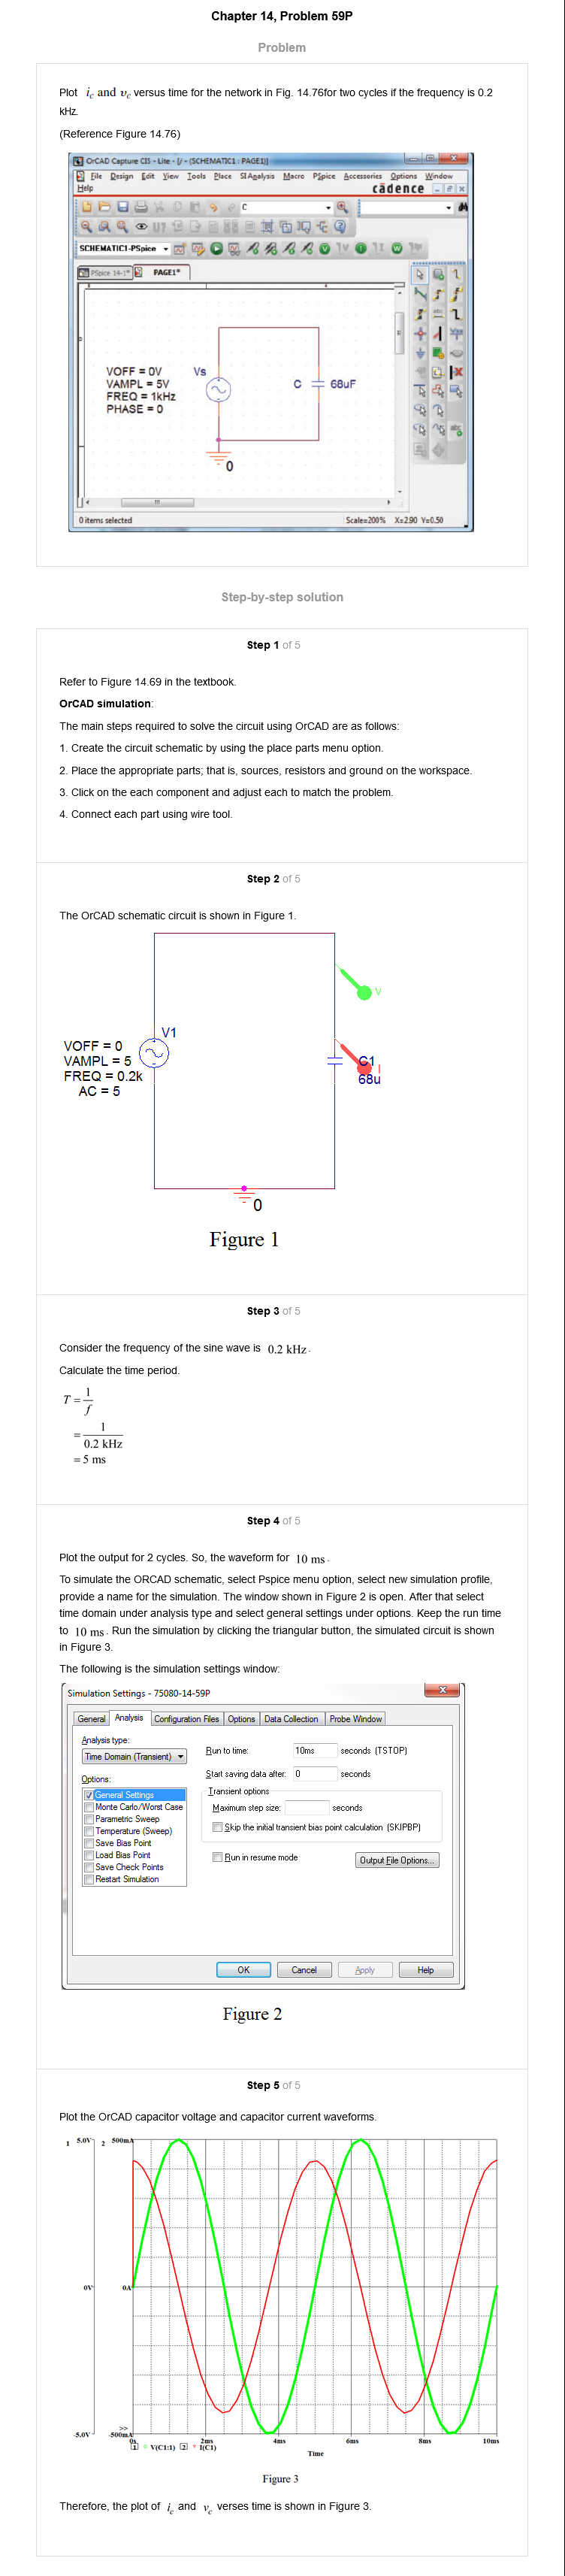 Chapter 14, Problem 59P
Problem
Plot i_c and v_c versus time for the network in Fig. 14.76for two cycles if the frequency is 0.2
kHz.
(Reference Figure 14.76)
OrCAD Capture CIS - Lite - [/ - (SCHEMATIC1 : PAGE1)]
File Design Edit View Tools Place SI Analysis Macro PSpice Accessories Options Window
Help cādence
C
SCHEMATIC1-PSpice
PSpice 14-1* PAGE1*
VOFF = 0V
VAMPL = 5V
FREQ = 1kHz
PHASE = 0
Vs
C 68uF
0
0 items selected Scale=200% X=2.90 Y=0.50
Step-by-step solution
Step 1 of 5
Refer to Figure 14.69 in the textbook.
OrCAD simulation:
The main steps required to solve the circuit using OrCAD are as follows:
1. Create the circuit schematic by using the place parts menu option.
2. Place the appropriate parts; that is, sources, resistors and ground on the workspace.
3. Click on the each component and adjust each to match the problem.
4. Connect each part using wire tool.
Step 2 of 5
The OrCAD schematic circuit is shown in Figure 1.
V
V1
VOFF = 0
VAMPL = 5
FREQ = 0.2k
AC = 5
C1
I
68u
0
Figure 1
Step 3 of 5
Consider the frequency of the sine wave is 0.2 kHz.
Calculate the time period.
T = 1/f
= 1/0.2 kHz
= 5 ms
Step 4 of 5
Plot the output for 2 cycles. So, the waveform for 10 ms.
To simulate the ORCAD schematic, select Pspice menu option, select new simulation profile,
provide a name for the simulation. The window shown in Figure 2 is open. After that select
time domain under analysis type and select general settings under options. Keep the run time
to 10 ms. Run the simulation by clicking the triangular button, the simulated circuit is shown
in Figure 3.
The following is the simulation settings window:
Simulation Settings - 75080-14-59P
General Analysis Configuration Files Options Data Collection Probe Window
Analysis type:
Time Domain (Transient)
Options:
General Settings
Monte Carlo/Worst Case
Parametric Sweep
Temperature (Sweep)
Save Bias Point
Load Bias Point
Save Check Points
Restart Simulation
Run to time: 10ms seconds (TSTOP)
Start saving data after: 0 seconds
Transient options
Maximum step size: seconds
Skip the initial transient bias point calculation (SKIPBP)
Run in resume mode
Output File Options...
OK Cancel Apply Help
Figure 2
Step 5 of 5
Plot the OrCAD capacitor voltage and capacitor current waveforms.
1 5.0V 2 500mA
0V 0A
>>
-5.0V -500mA
0s 2ms 4ms 6ms 8ms 10ms
1 V(C1:1) 2 I(C1)
Time
Figure 3
Therefore, the plot of i_c and v_c verses time is shown in Figure 3.